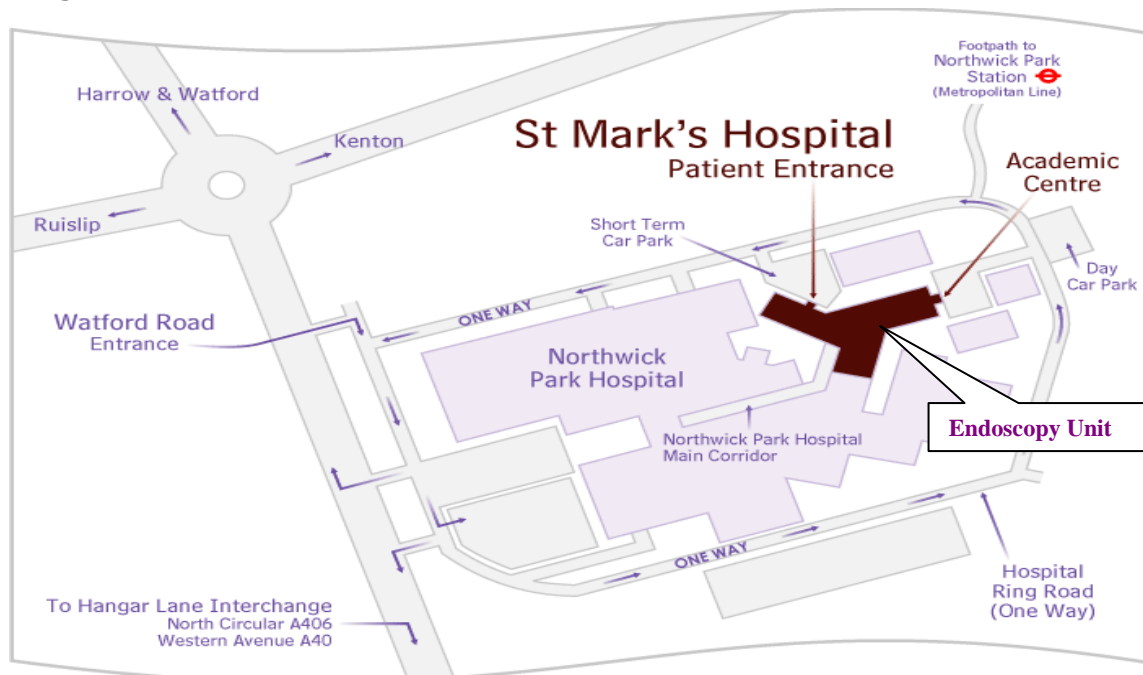 Footpath to
Northwick Park
Station
(Metropolitan Line)
Harrow & Watford
Kenton
St Mark's Hospital
Patient Entrance
Academic
Centre
Ruislip
Short Term
Car Park
Day
Car Park
ONE WAY
Watford Road
Entrance
Northwick
Park Hospital
Endoscopy Unit
Northwick Park Hospital
Main Corridor
ONE WAY
Hospital
Ring Road
(One Way)
To Hangar Lane Interchange
North Circular A406
Western Avenue A40